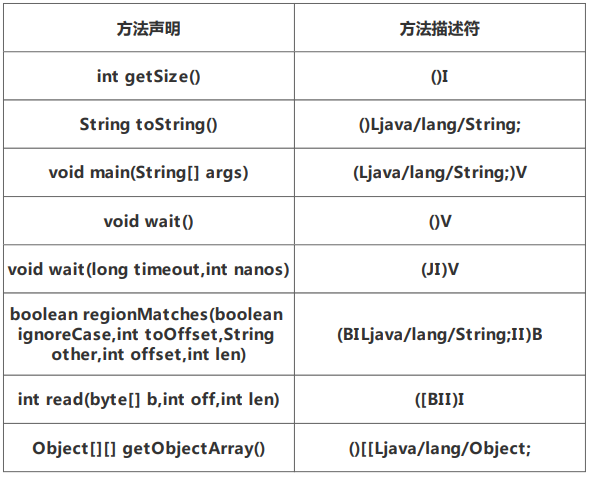 方法声明 方法描述符
int getSize() ()I
String toString() ()Ljava/lang/String;
void main(String[] args) (Ljava/lang/String;)V
void wait() ()V
void wait(long timeout,int nanos) (JI)V
boolean regionMatches(boolean
ignoreCase,int toOffset,String
other,int offset,int len) (BILjava/lang/String;II)B
int read(byte[] b,int off,int len) ([BII)I
Object[][] getObjectArray() ()[[Ljava/lang/Object;